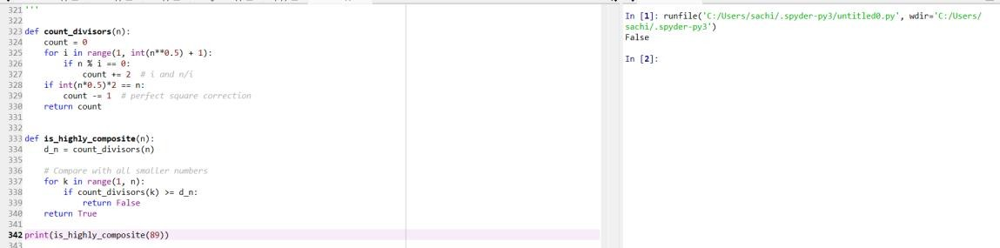 321 '''
322
323 def count_divisors(n):
324     count = 0
325     for i in range(1, int(n**0.5) + 1):
326         if n % i == 0:
327             count += 2  # i and n/i
328     if int(n*0.5)*2 == n:
329         count -= 1  # perfect square correction
330     return count
331
332
333 def is_highly_composite(n):
334     d_n = count_divisors(n)
335
336     # Compare with all smaller numbers
337     for k in range(1, n):
338         if count_divisors(k) >= d_n:
339             return False
340     return True
341
342 print(is_highly_composite(89))
343
In [1]: runfile('C:/Users/sachi/.spyder-py3/untitled0.py', wdir='C:/Users/
sachi/.spyder-py3')
False
In [2]: